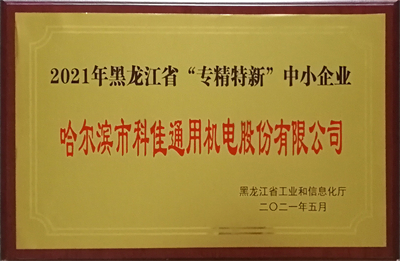 2021年黑龙江省“专精特新”中小企业
哈尔滨市科佳通用机电股份有限公司
黑龙江省工业和信息化厅
二〇二一年五月